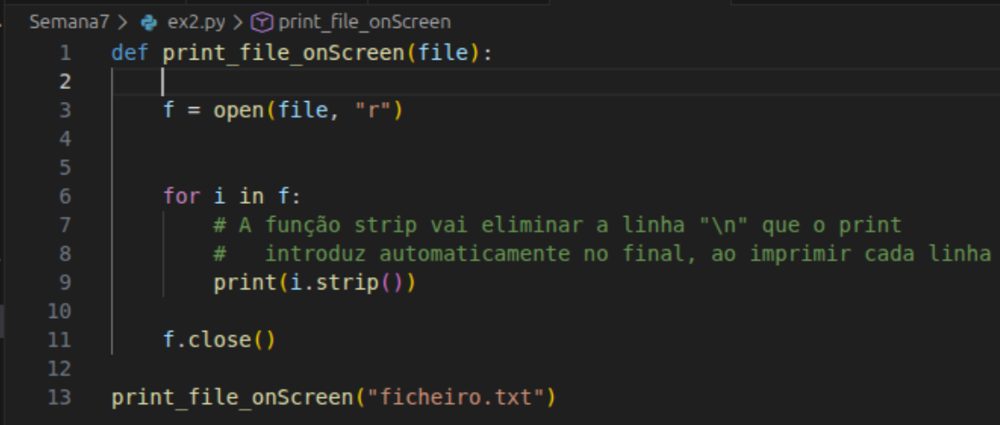 Semana7 > ex2.py > print_file_onScreen
1 def print_file_onScreen(file):
2
3     f = open(file, "r")
4
5
6     for i in f:
7         # A função strip vai eliminar a linha "\n" que o print
8         #   introduz automaticamente no final, ao imprimir cada linha
9         print(i.strip())
10
11     f.close()
12
13 print_file_onScreen("ficheiro.txt")